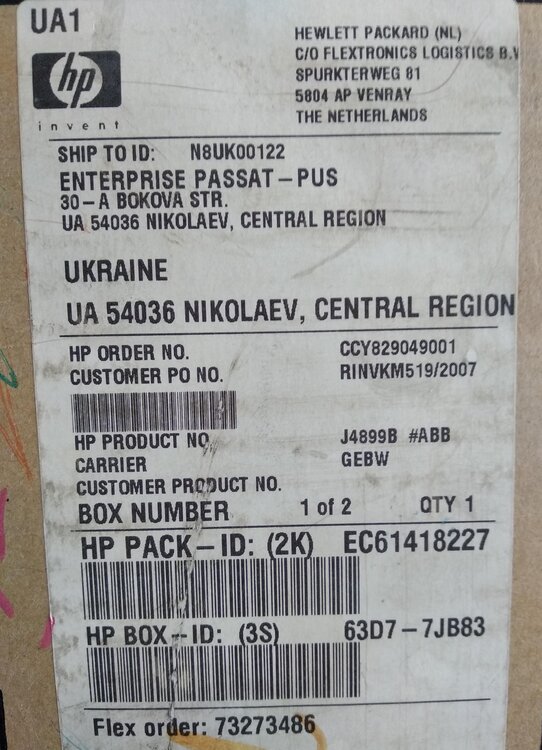 UA1
HEWLETT PACKARD (NL)
C/O FLEXTRONICS LOGISTICS B.V
SPURKTERWEG 81
5804 AP VENRAY
THE NETHERLANDS
hp
invent
SHIP TO ID: N8UK00122
ENTERPRISE PASSAT-PUS
30-A BOKOVA STR.
UA 54036 NIKOLAEV, CENTRAL REGION
UKRAINE
UA 54036 NIKOLAEV, CENTRAL REGION
HP ORDER NO. CCY829049001
CUSTOMER PO NO. RINVKM519/2007
HP PRODUCT NO. J4899B #ABB
CARRIER GEBW
CUSTOMER PRODUCT NO.
BOX NUMBER 1 of 2 QTY 1
HP PACK-ID: (2K) EC61418227
HP BOX-ID: (3S) 63D7-7JB83
Flex order: 73273486